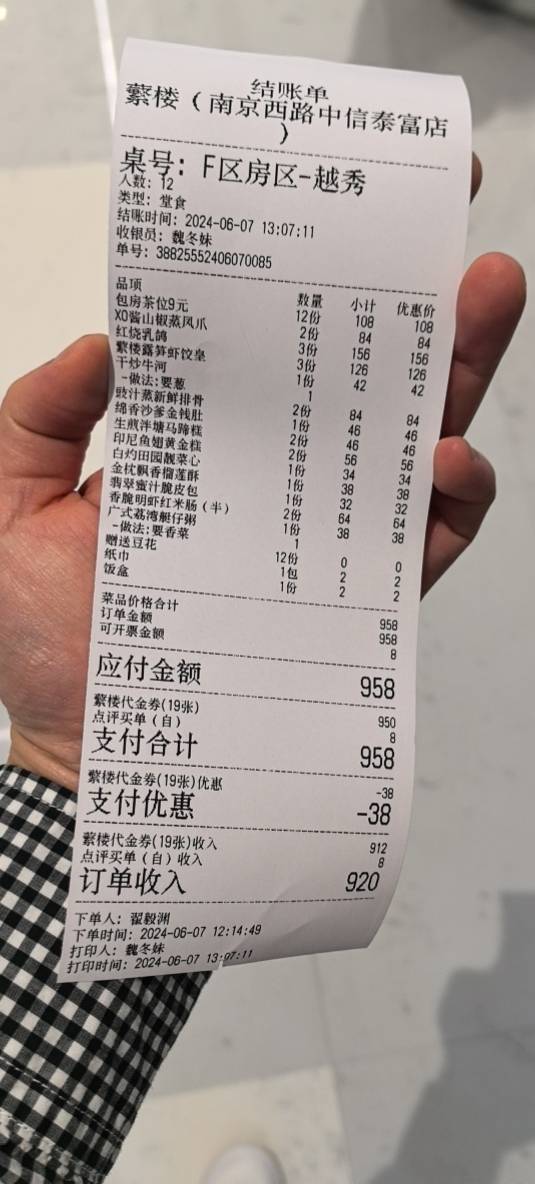 结账单
蘩楼（南京西路中信泰富店
）
桌号: F区房区-越秀
人数: 12
类型: 堂食
结账时间: 2024-06-07 13:07:11
收银员: 魏冬妹
单号: 38825552406070085
品项 数量 小计 优惠价
包房茶位9元 12份 108 108
XO酱山椒蒸凤爪 2份 84 84
红烧乳鸽 3份 156 156
蘩楼露笋虾饺皇 3份 126 126
干炒牛河 1份 42 42
-做法:要葱 1
豉汁蒸新鲜排骨 2份 84 84
绵香沙爹金钱肚 1份 46 46
生煎泮塘马蹄糕 2份 46 46
印尼鱼翅黄金糕 2份 56 56
白灼田园靓菜心 1份 34 34
金枕飘香榴莲酥 1份 38 38
翡翠蜜汁脆皮包 1份 32 32
香脆明虾红米肠（半） 2份 64 64
广式荔湾艇仔粥 1份 38 38
-做法:要香菜 1
赠送豆花 12份 0 0
纸巾 1包 2 2
饭盒 1份 2 2
菜品价格合计 958
订单金额 958
可开票金额 8
应付金额 958
蘩楼代金券(19张) 950
点评买单（自） 8
支付合计 958
蘩楼代金券(19张)优惠 -38
支付优惠 -38
蘩楼代金券(19张)收入 912
点评买单（自）收入 8
订单收入 920
下单人: 翟毅渊
下单时间: 2024-06-07 12:14:49
打印人: 魏冬妹
打印时间: 2024-06-07 13:07:11